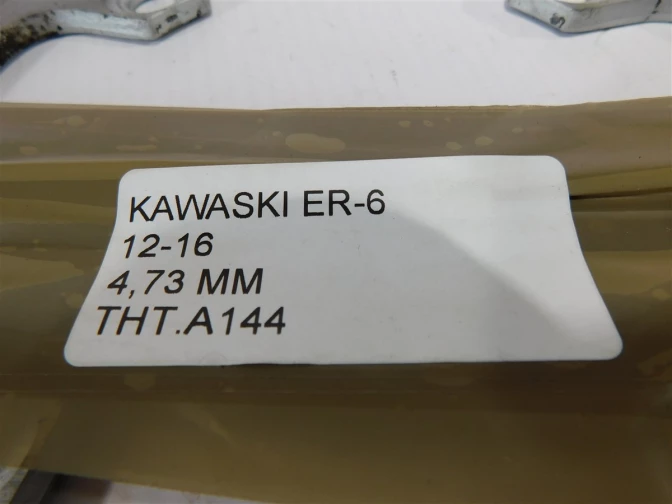 KAWASKI ER-6
12-16
4,73 MM
THT.A144